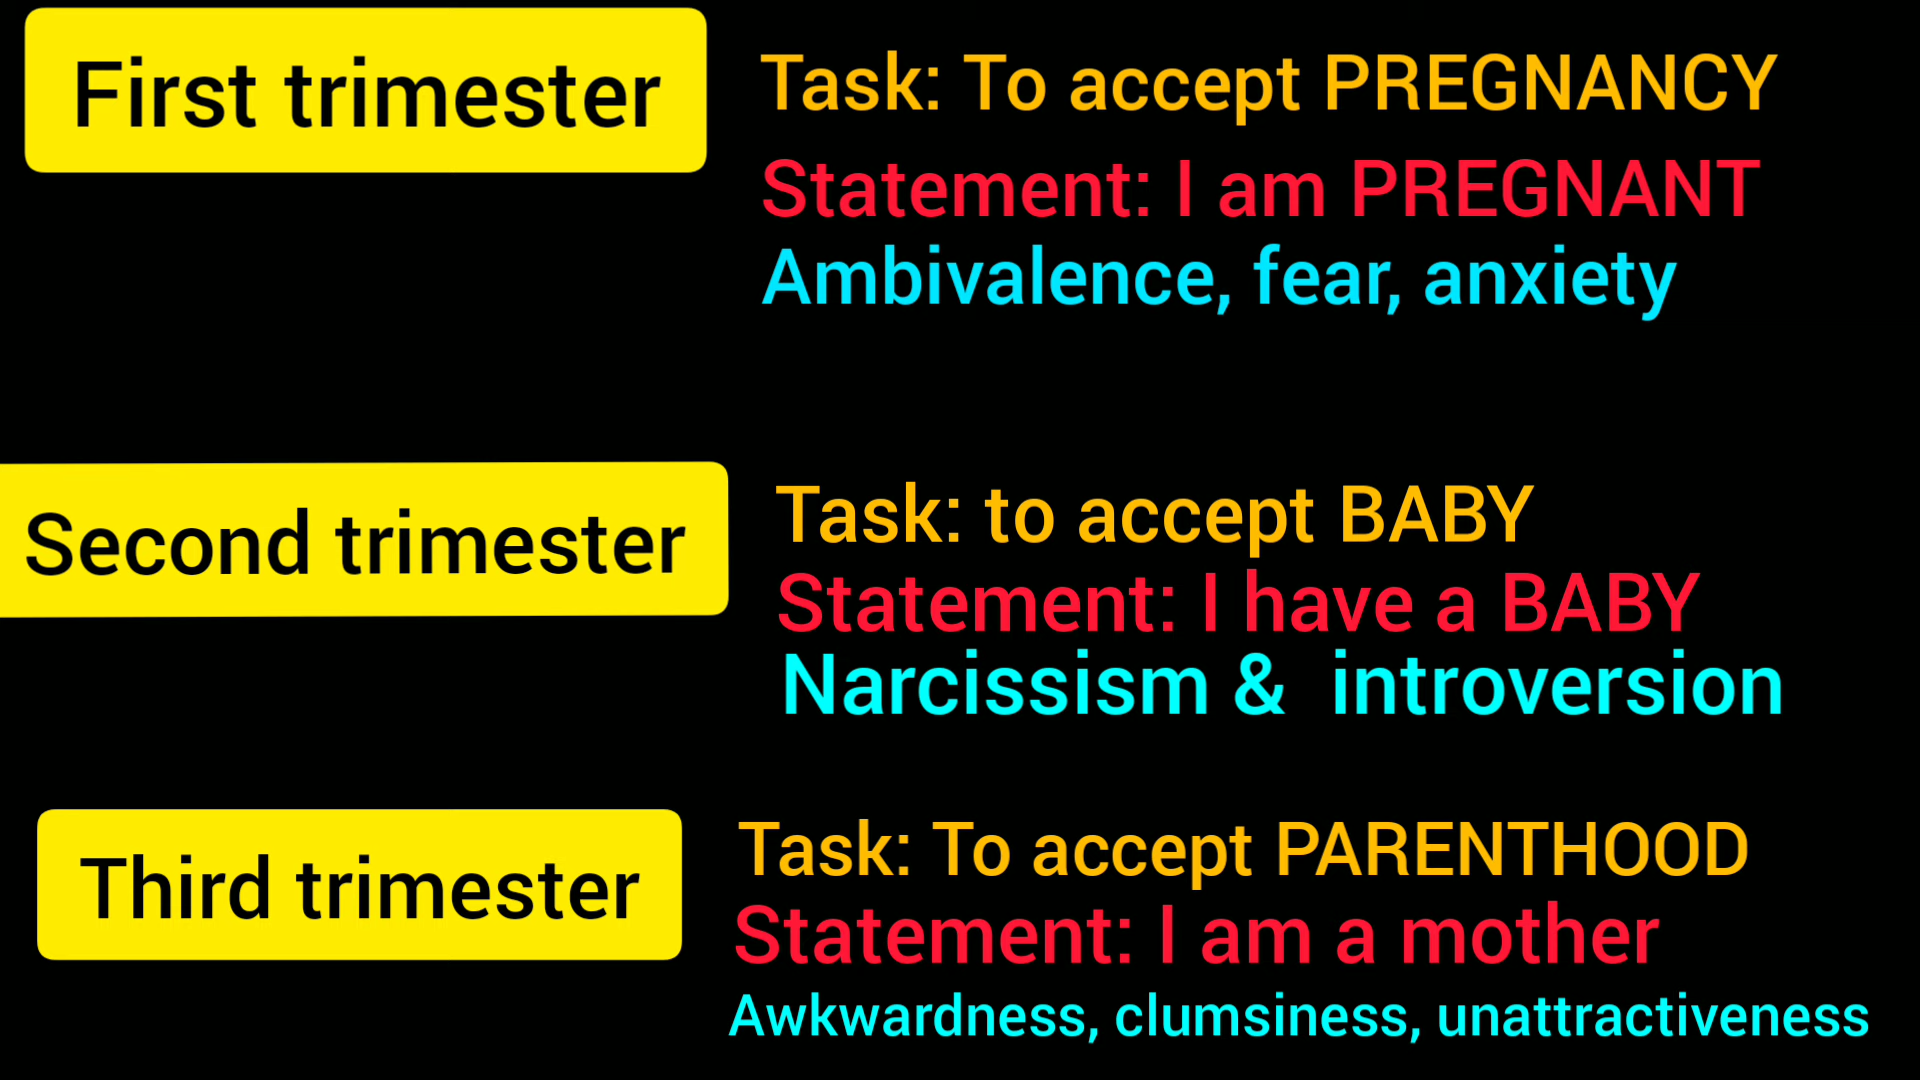 First trimester
Task: To accept PREGNANCY
Statement: I am PREGNANT
Ambivalence, fear, anxiety
Second trimester
Task: to accept BABY
Statement: I have a BABY
Narcissism & introversion
Third trimester
Task: To accept PARENTHOOD
Statement: I am a mother
Awkwardness, clumsiness, unattractiveness